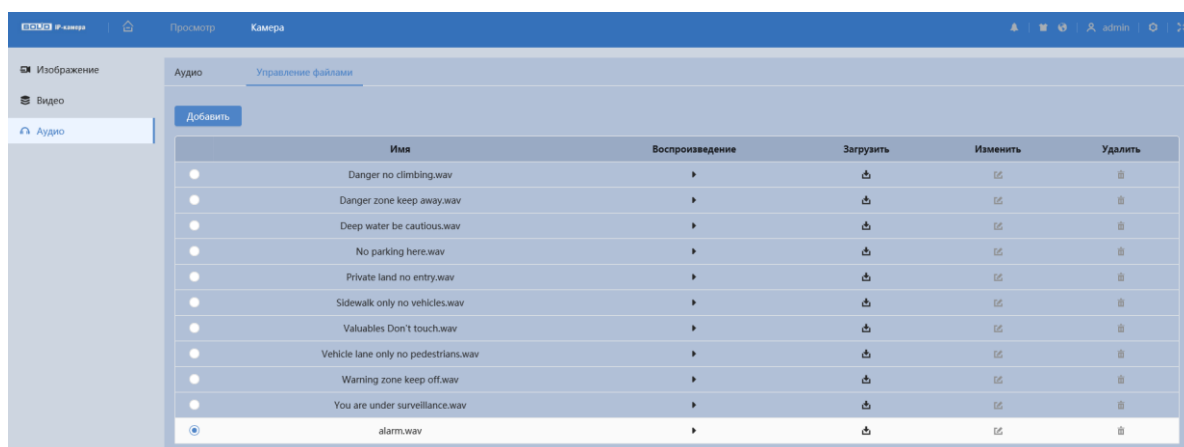 BOLID IP-камера Просмотр Камера admin
Изображение
Видео
Аудио
Аудио Управление файлами
Добавить
Имя Воспроизведение Загрузить Изменить Удалить
Danger no climbing.wav
Danger zone keep away.wav
Deep water be cautious.wav
No parking here.wav
Private land no entry.wav
Sidewalk only no vehicles.wav
Valuables Don't touch.wav
Vehicle lane only no pedestrians.wav
Warning zone keep off.wav
You are under surveillance.wav
alarm.wav